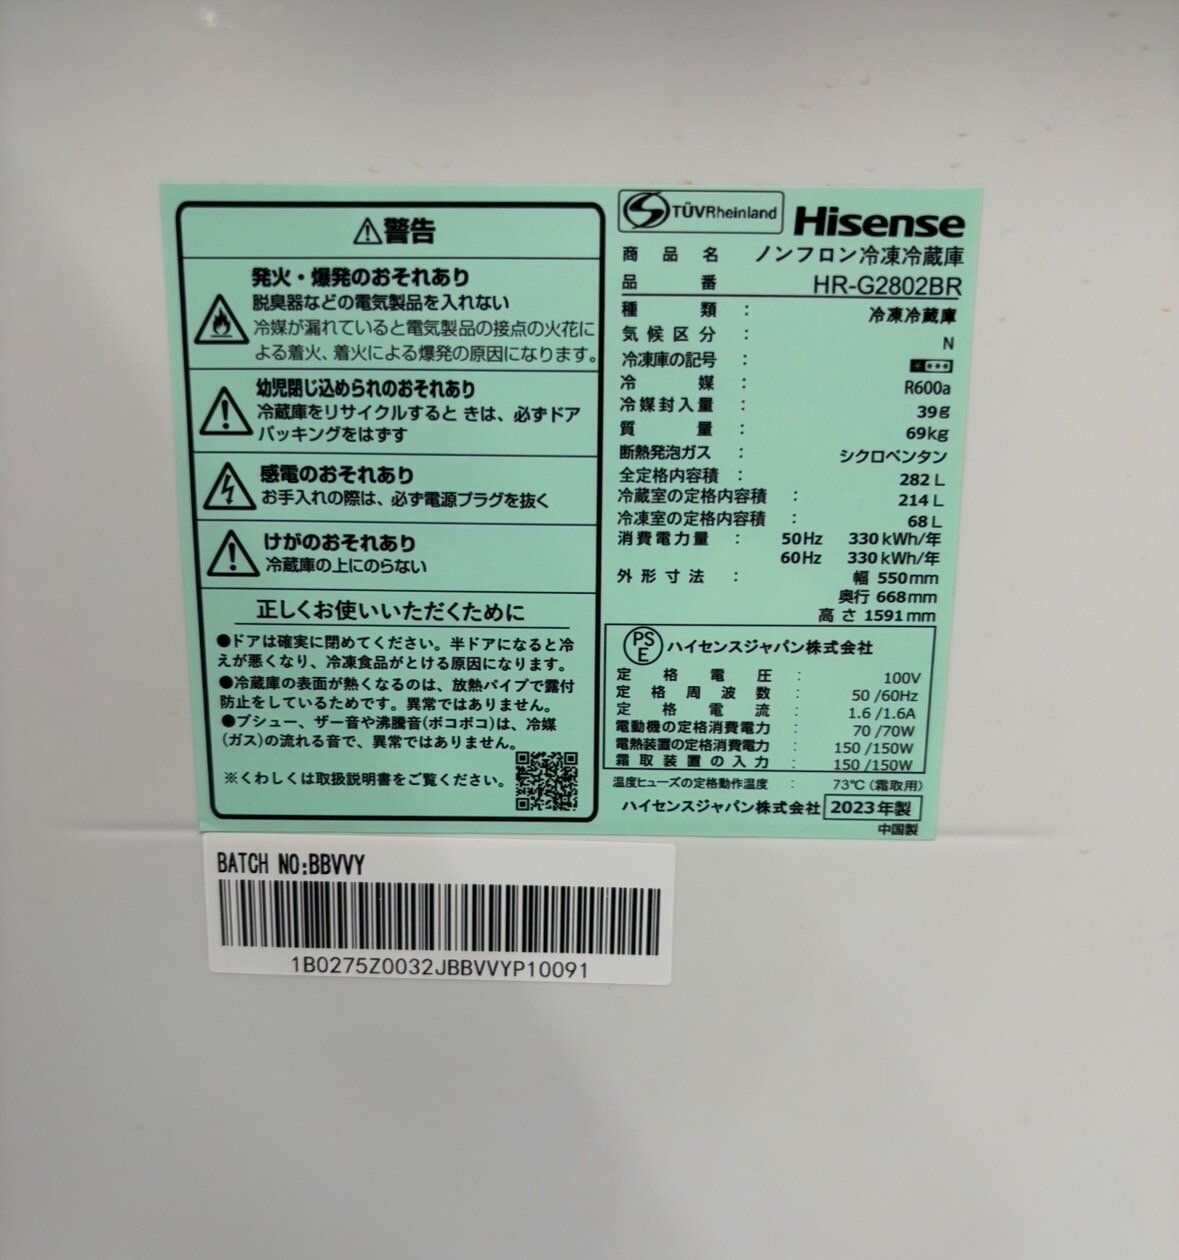 ⚠警告
発火・爆発のおそれあり
脱臭器などの電気製品を入れない
冷媒が漏れていると電気製品の接点の火花に
よる着火、着火による爆発の原因になります。
幼児閉じ込められのおそれあり
冷蔵庫をリサイクルするときは、必ずドア
パッキングをはずす
感電のおそれあり
お手入れの際は、必ず電源プラグを抜く
けがのおそれあり
冷蔵庫の上にのらない
正しくお使いいただくために
●ドアは確実に閉めてください。半ドアになると冷
えが悪くなり、冷凍食品がとける原因になります。
●冷蔵庫の表面が熱くなるのは、放熱パイプで露付
防止をしているためです。異常ではありません。
●ブシュー、ザー音や沸騰音(ボコボコ)は、冷媒
(ガス)の流れる音で、異常ではありません。
※くわしくは取扱説明書をご覧ください。
TÜVRheinland Hisense
商品名 ノンフロン冷凍冷蔵庫
品番 HR-G2802BR
種類 : 冷凍冷蔵庫
気候区分 : N
冷凍庫の記号 : ****
冷媒 : R600a
冷媒封入量 : 39g
質量 : 69kg
断熱発泡ガス : シクロペンタン
全定格内容積 : 282 L
冷蔵室の定格内容積 : 214 L
冷凍室の定格内容積 : 68 L
消費電力量 : 50Hz 330kWh/年
60Hz 330kWh/年
外形寸法 : 幅 550mm
奥行 668mm
高さ 1591mm
PSE ハイセンスジャパン株式会社
定格電圧 : 100V
定格周波数 : 50/60Hz
定格電流 : 1.6/1.6A
電動機の定格消費電力 : 70/70W
電熱装置の定格消費電力 : 150/150W
霜取装置の入力 : 150/150W
温度ヒューズの定格動作温度 : 73℃(霜取用)
ハイセンスジャパン株式会社 2023年製
中国製
BATCH NO:BBVVY
1B0275Z0032JBBVVYP10091